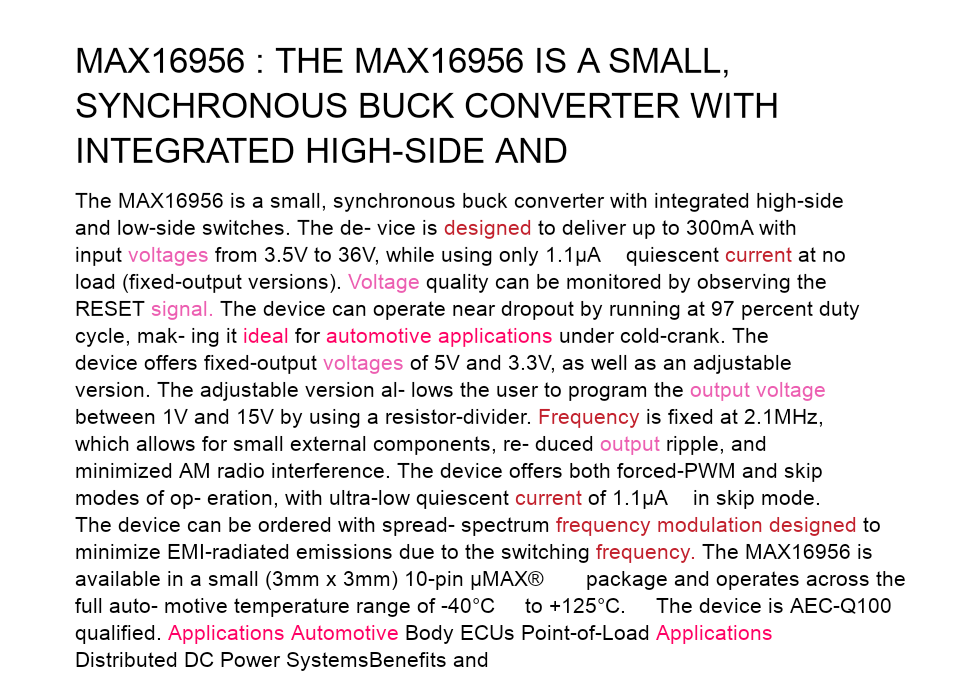 MAX16956 : THE MAX16956 IS A SMALL,
SYNCHRONOUS BUCK CONVERTER WITH
INTEGRATED HIGH-SIDE AND
The MAX16956 is a small, synchronous buck converter with integrated high-side
and low-side switches. The de- vice is designed to deliver up to 300mA with
input voltages from 3.5V to 36V, while using only 1.1µA quiescent current at no
load (fixed-output versions). Voltage quality can be monitored by observing the
RESET signal. The device can operate near dropout by running at 97 percent duty
cycle, mak- ing it ideal for automotive applications under cold-crank. The
device offers fixed-output voltages of 5V and 3.3V, as well as an adjustable
version. The adjustable version al- lows the user to program the output voltage
between 1V and 15V by using a resistor-divider. Frequency is fixed at 2.1MHz,
which allows for small external components, re- duced output ripple, and
minimized AM radio interference. The device offers both forced-PWM and skip
modes of op- eration, with ultra-low quiescent current of 1.1µA in skip mode.
The device can be ordered with spread- spectrum frequency modulation designed to
minimize EMI-radiated emissions due to the switching frequency. The MAX16956 is
available in a small (3mm x 3mm) 10-pin µMAX® package and operates across the
full auto- motive temperature range of -40°C to +125°C. The device is AEC-Q100
qualified. Applications Automotive Body ECUs Point-of-Load Applications
Distributed DC Power SystemsBenefits and